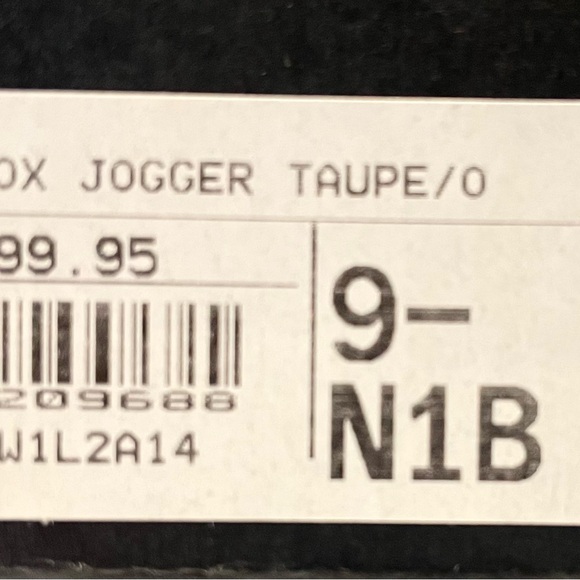 OX JOGGER TAUPE/O
99.95
9-
209688
W1L2A14
N1B